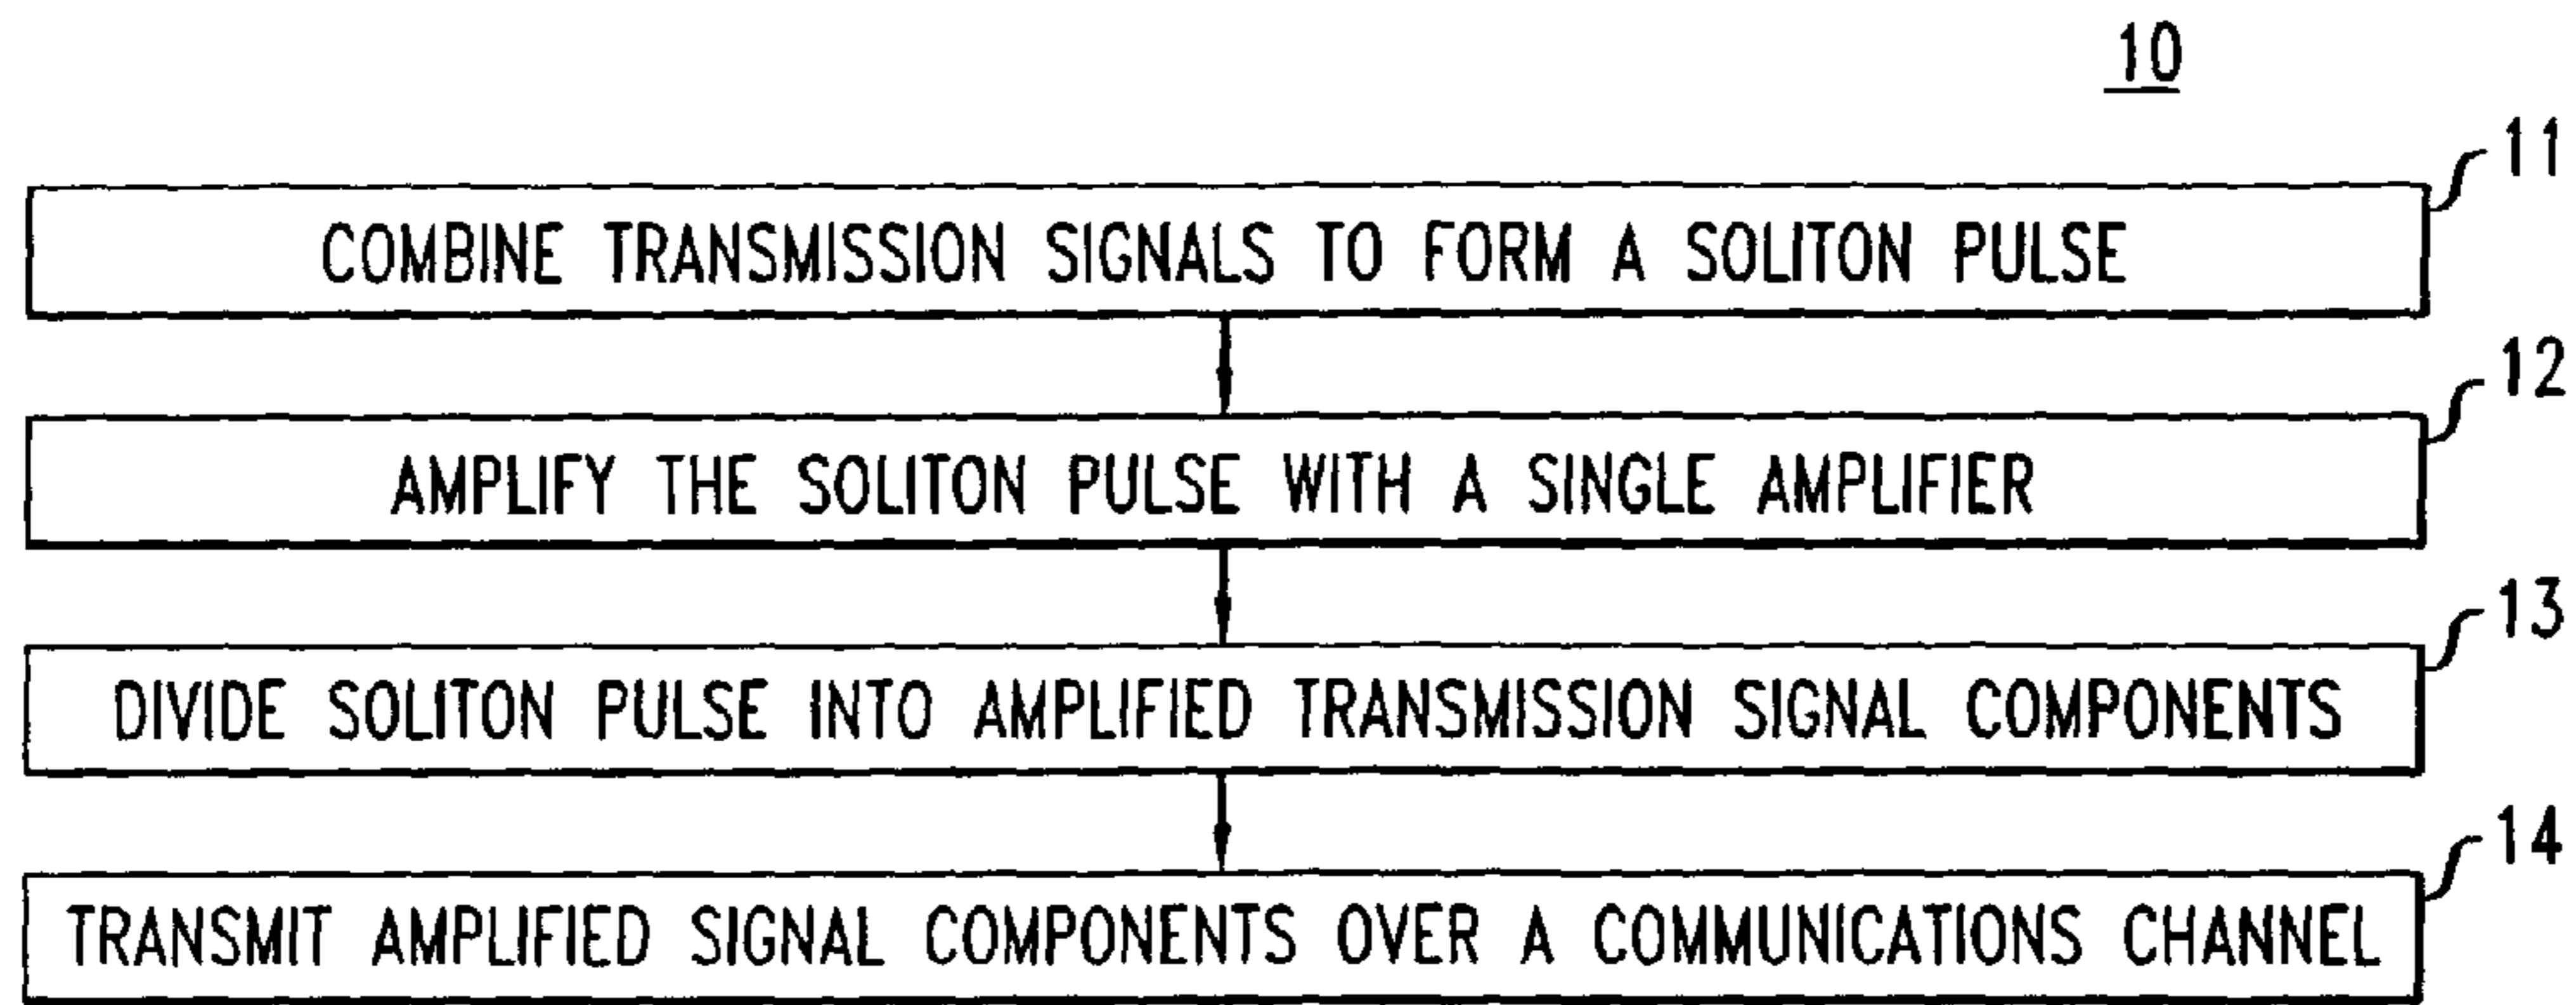 10
11
COMBINE TRANSMISSION SIGNALS TO FORM A SOLITON PULSE
12
AMPLIFY THE SOLITON PULSE WITH A SINGLE AMPLIFIER
13
DIVIDE SOLITON PULSE INTO AMPLIFIED TRANSMISSION SIGNAL COMPONENTS
14
TRANSMIT AMPLIFIED SIGNAL COMPONENTS OVER A COMMUNICATIONS CHANNEL